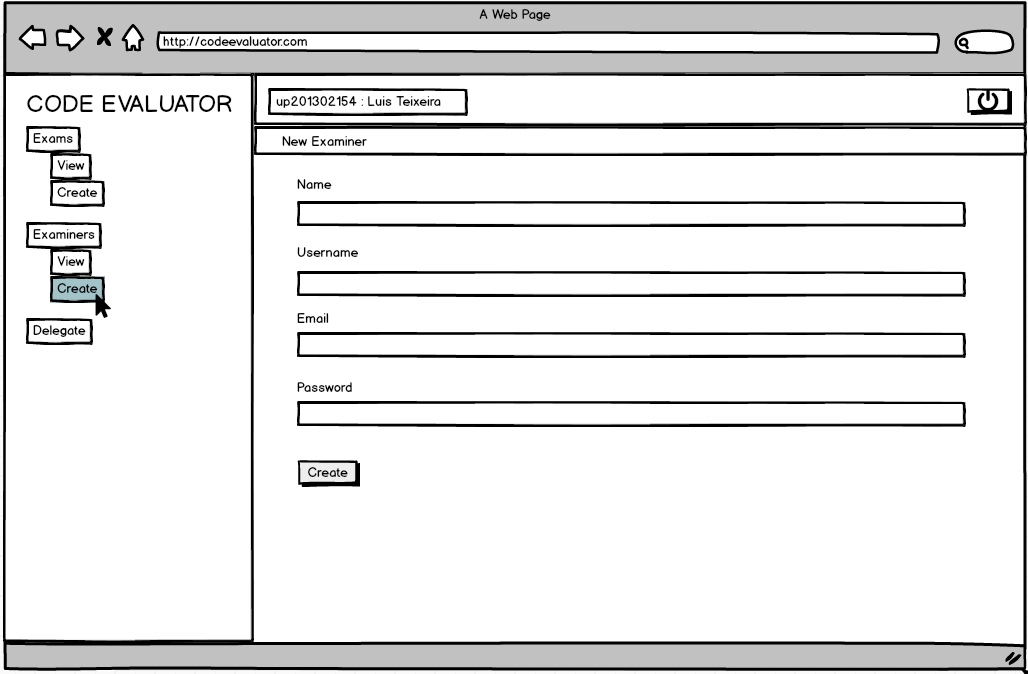 A Web Page
http://codeevaluator.com
CODE EVALUATOR
Exams
View
Create
Examiners
View
Create
Delegate
up201302154 : Luis Teixeira
New Examiner
Name
Username
Email
Password
Create